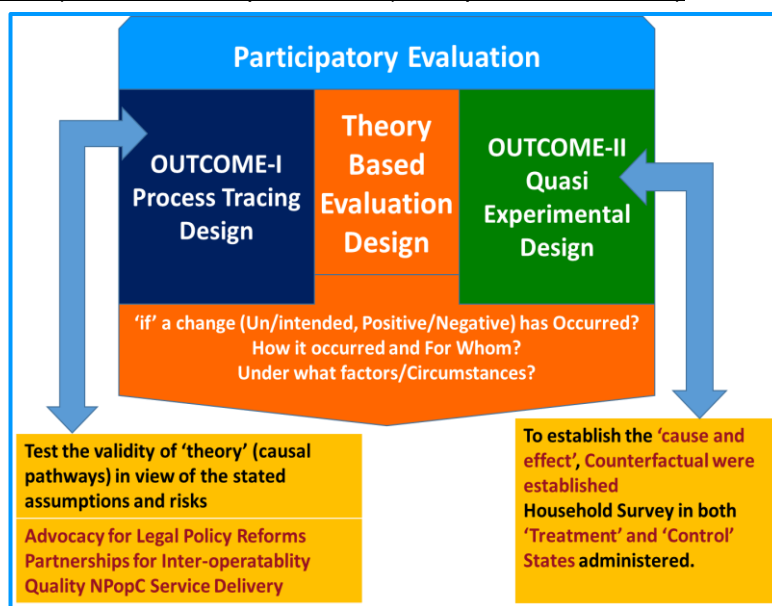 Participatory Evaluation
OUTCOME-I
Process Tracing
Design
Theory
Based
Evaluation
Design
OUTCOME-II
Quasi
Experimental
Design
‘if’ a change (Un/intended, Positive/Negative) has Occurred?
How it occurred and For Whom?
Under what factors/Circumstances?
Test the validity of ‘theory’ (causal
pathways) in view of the stated
assumptions and risks
Advocacy for Legal Policy Reforms
Partnerships for Inter-operatablity
Quality NPopC Service Delivery
To establish the ‘cause and
effect’, Counterfactual were
established
Household Survey in both
‘Treatment’ and ‘Control’
States administered.